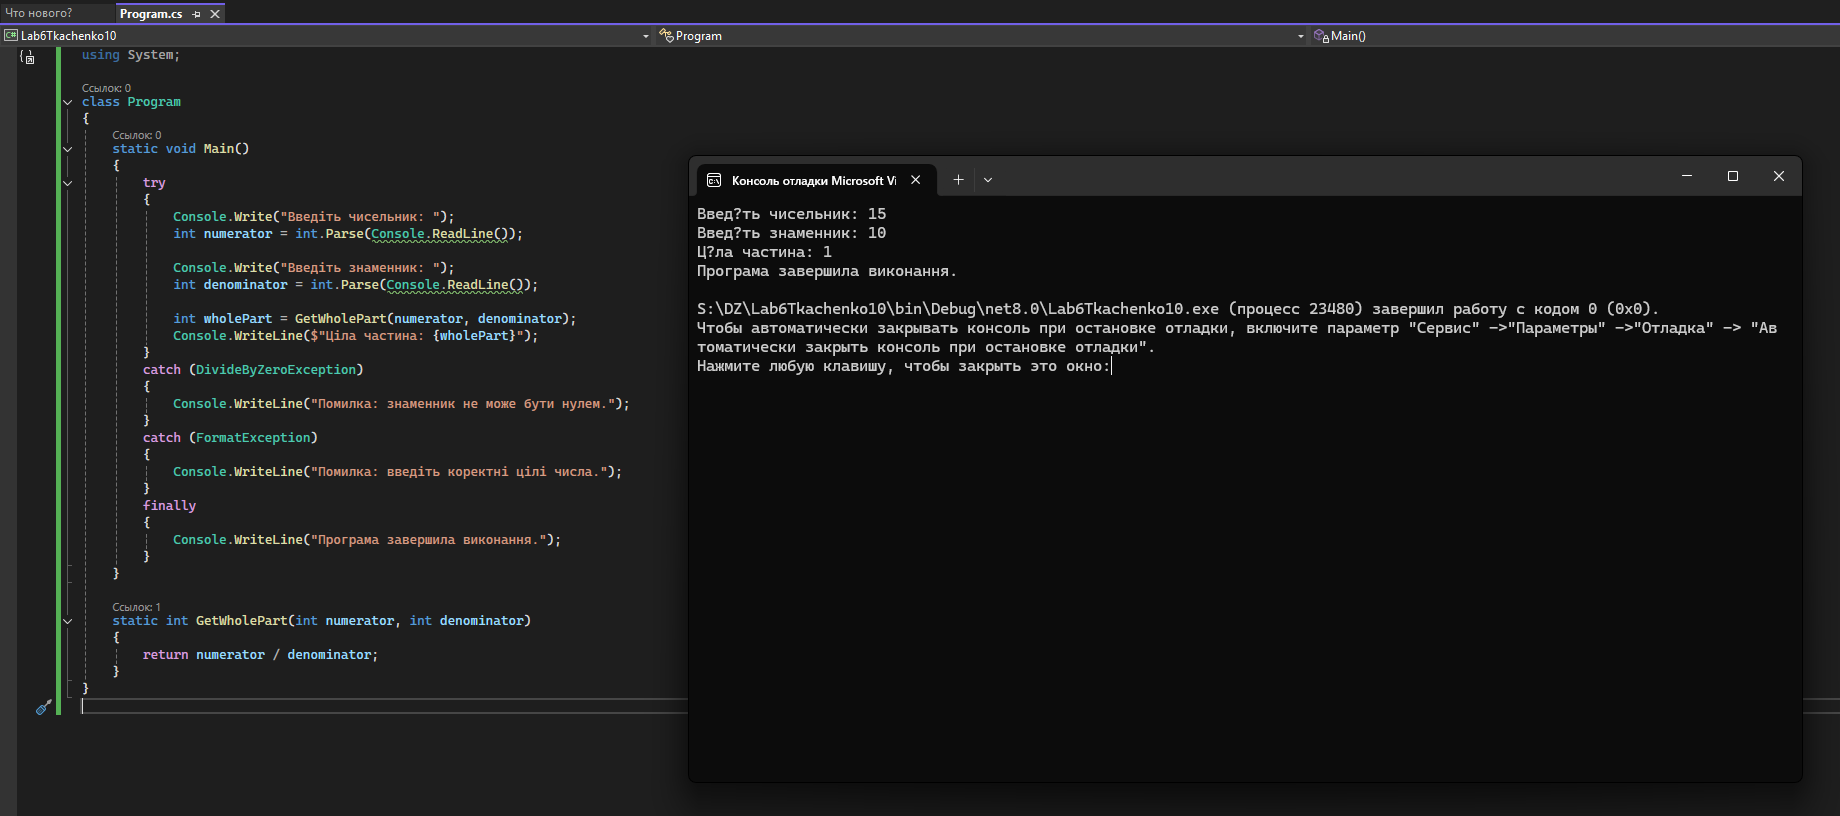 Что нового?
Program.cs
Lab6Tkachenko10
Program
Main()
using System;
Ссылок: 0
class Program
{
Ссылок: 0
static void Main()
{
try
{
Console.Write("Введіть чисельник: ");
int numerator = int.Parse(Console.ReadLine());
Console.Write("Введіть знаменник: ");
int denominator = int.Parse(Console.ReadLine());
int wholePart = GetWholePart(numerator, denominator);
Console.WriteLine($"Ціла частина: {wholePart}");
}
catch (DivideByZeroException)
{
Console.WriteLine("Помилка: знаменник не може бути нулем.");
}
catch (FormatException)
{
Console.WriteLine("Помилка: введіть коректні цілі числа.");
}
finally
{
Console.WriteLine("Програма завершила виконання.");
}
}
Ссылок: 1
static int GetWholePart(int numerator, int denominator)
{
return numerator / denominator;
}
}
Консоль отладки Microsoft Vi
Введ?ть чисельник: 15
Введ?ть знаменник: 10
Ц?ла частина: 1
Програма завершила виконання.
S:\DZ\Lab6Tkachenko10\bin\Debug\net8.0\Lab6Tkachenko10.exe (процесс 23480) завершил работу с кодом 0 (0x0).
Чтобы автоматически закрывать консоль при остановке отладки, включите параметр "Сервис" ->"Параметры" ->"Отладка" -> "Ав
томатически закрыть консоль при остановке отладки".
Нажмите любую клавишу, чтобы закрыть это окно: